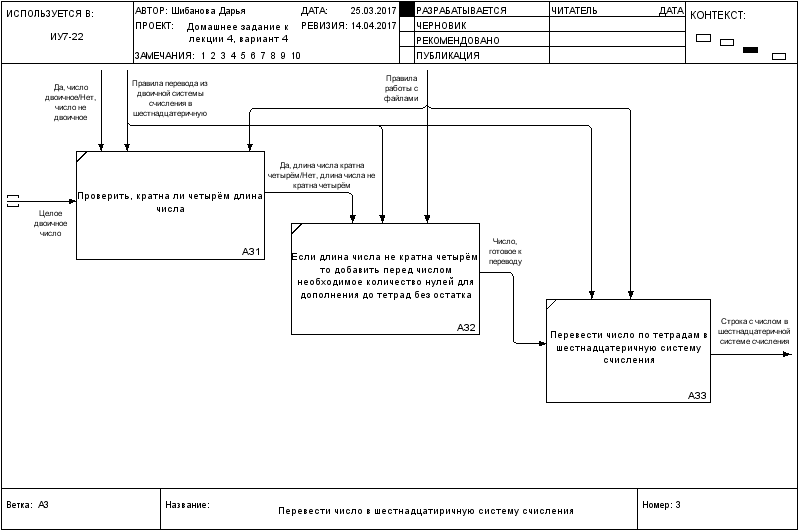 ИСПОЛЬЗУЕТСЯ В:
ИУ7-22
АВТОР: Шибанова Дарья
ДАТА: 25.03.2017
ПРОЕКТ: Домашнее задание к
лекции 4, вариант 4
РЕВИЗИЯ: 14.04.2017
ЗАМЕЧАНИЯ: 1 2 3 4 5 6 7 8 9 10
РАЗРАБАТЫВАЕТСЯ
ЧЕРНОВИК
РЕКОМЕНДОВАНО
ПУБЛИКАЦИЯ
ЧИТАТЕЛЬ
ДАТА
КОНТЕКСТ:
Да, число
двоичное/Нет,
число не
двоичное
Правила перевода из
двоичной системы
счисления в
шестнадцатеричную
Правила
работы с
файлами
Целое
двоичное
число
Проверить, кратна ли четырём длина
числа
А31
Да, длина числа кратна
четырём/Нет, длина числа не
кратна четырём
Если длина числа не кратна четырём
то добавить перед числом
необходимое количество нулей для
дополнения до тетрад без остатка
А32
Число,
готовое к
переводу
Перевести число по тетрадам в
шестнадцатеричную систему
счисления
А33
Строка с числом в
шестнадцатеричной
системе счисления
Ветка: А3
Название:
Перевести число в шестнадцатиричную систему счисления
Номер: 3